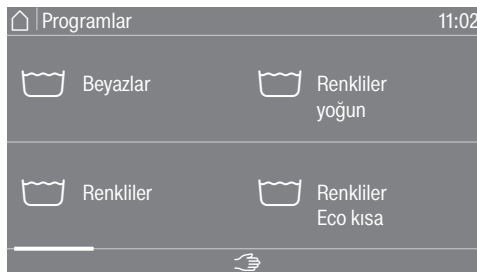 Programlar
11:02
Beyazlar
Renkliler
yoğun
Renkliler
Renkliler
Eco kısa